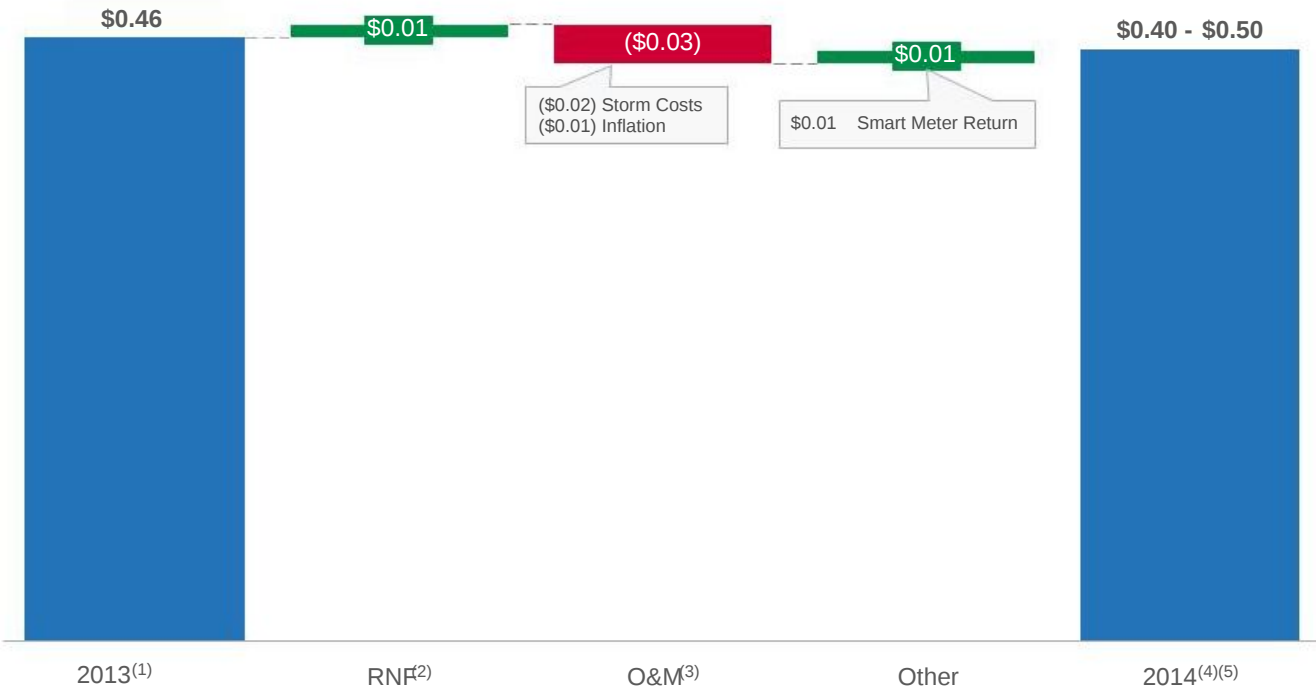 $0.46
$0.01
($0.03)
$0.01
$0.40 - $0.50
($0.02) Storm Costs
($0.01) Inflation
$0.01 Smart Meter Return
2013(1)
RNF(2)
O&M(3)
Other
2014(4)(5)